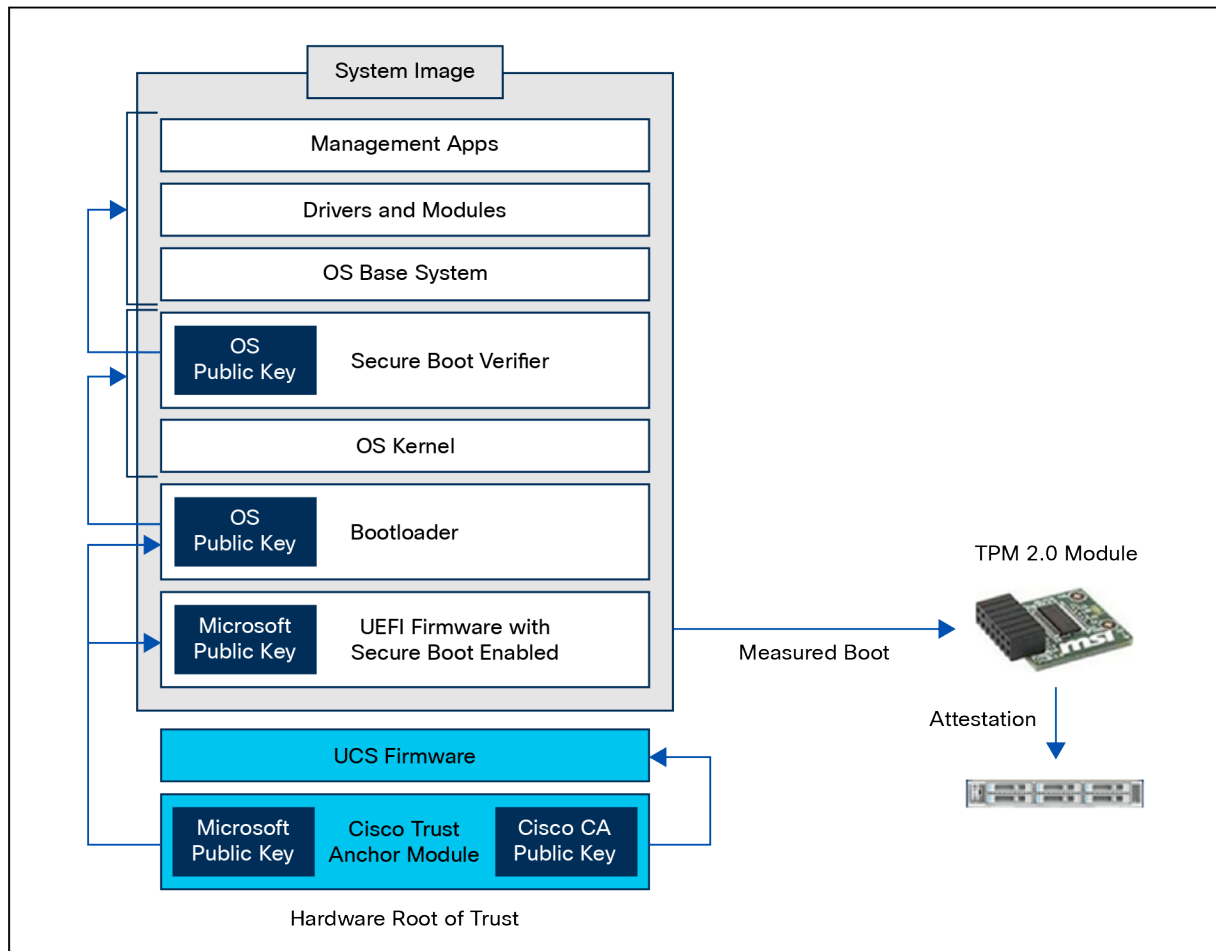 System Image
Management Apps
Drivers and Modules
OS Base System
OS
Public Key
Secure Boot Verifier
OS Kernel
OS
Public Key
Bootloader
Microsoft
Public Key
UEFI Firmware with
Secure Boot Enabled
UCS Firmware
Microsoft
Public Key
Cisco Trust
Anchor Module
Cisco CA
Public Key
Hardware Root of Trust
Measured Boot
TPM 2.0 Module
msi
Attestation